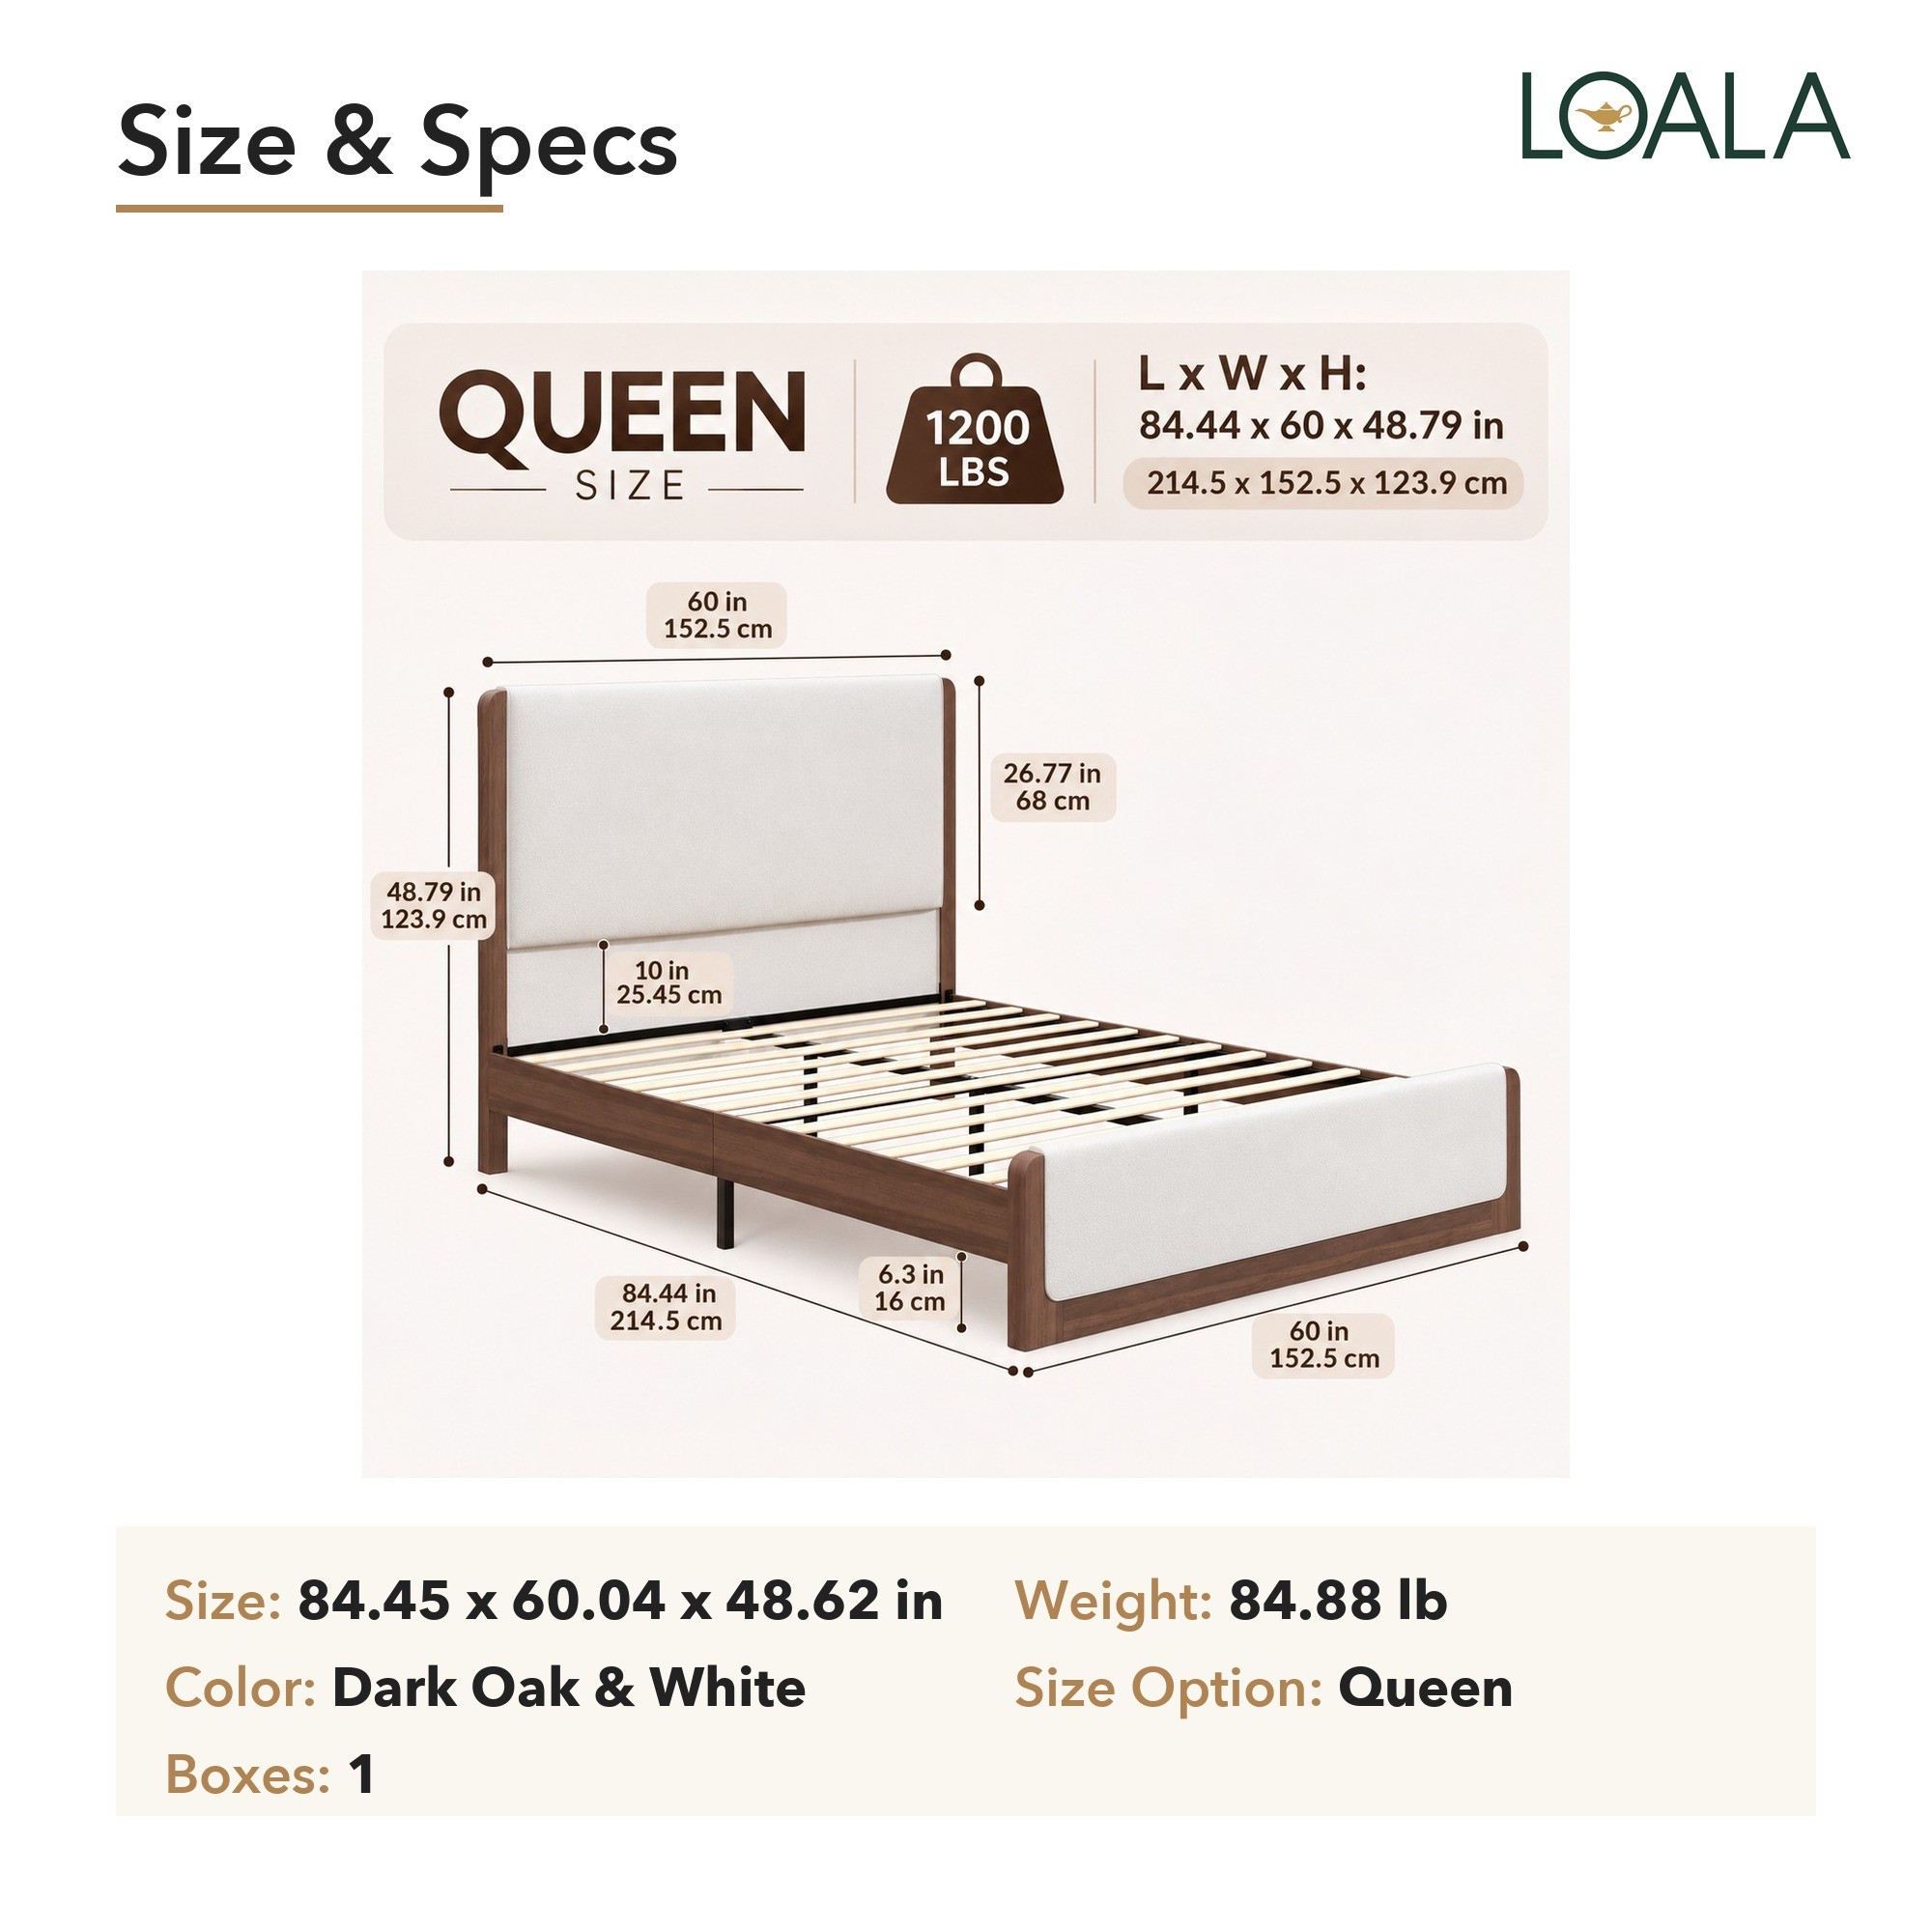 Size & Specs
LOALA
QUEEN
SIZE
1200
LBS
L x W x H:
84.44 x 60 x 48.79 in
214.5 x 152.5 x 123.9 cm
60 in
152.5 cm
26.77 in
68 cm
48.79 in
123.9 cm
10 in
25.45 cm
84.44 in
214.5 cm
6.3 in
16 cm
60 in
152.5 cm
Size: 84.45 x 60.04 x 48.62 in
Weight: 84.88 lb
Color: Dark Oak & White
Size Option: Queen
Boxes: 1